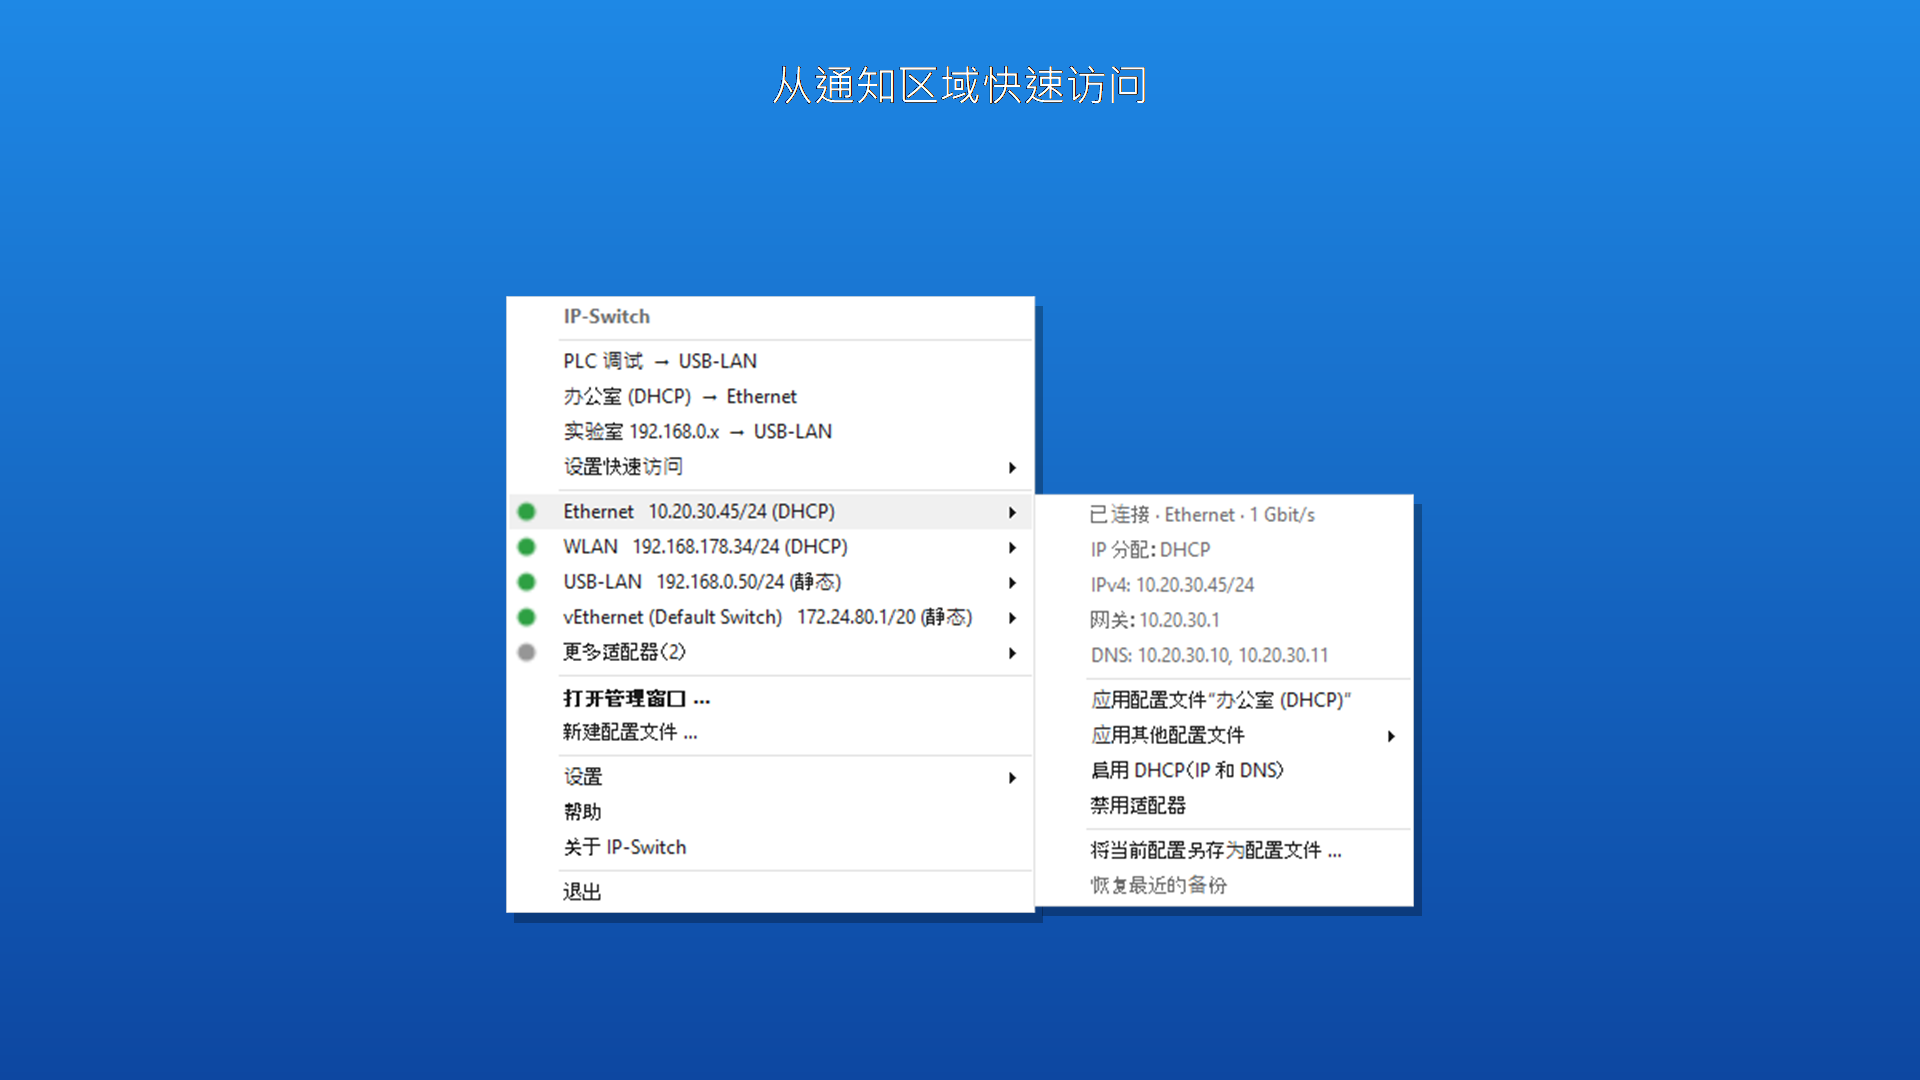 从通知区域快速访问
IP-Switch
PLC 调试 → USB-LAN
办公室 (DHCP) → Ethernet
实验室 192.168.0.x → USB-LAN
设置快速访问
Ethernet 10.20.30.45/24 (DHCP)
WLAN 192.168.178.34/24 (DHCP)
USB-LAN 192.168.0.50/24 (静态)
vEthernet (Default Switch) 172.24.80.1/20 (静态)
更多适配器(2)
打开管理窗口 ...
新建配置文件 ...
设置
帮助
关于 IP-Switch
退出
已连接 · Ethernet · 1 Gbit/s
IP 分配: DHCP
IPv4: 10.20.30.45/24
网关: 10.20.30.1
DNS: 10.20.30.10, 10.20.30.11
应用配置文件“办公室 (DHCP)”
应用其他配置文件
启用 DHCP(IP 和 DNS)
禁用适配器
将当前配置另存为配置文件 ...
恢复最近的备份